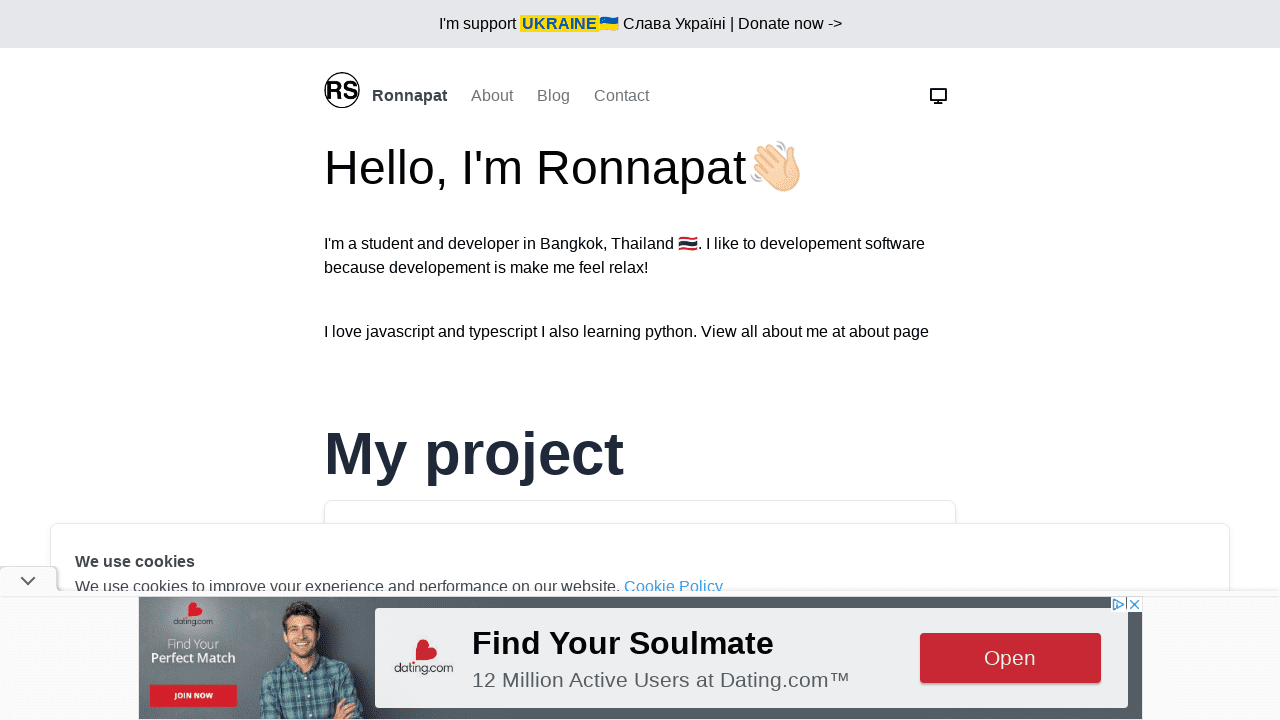 I'm support UKRAINE🇺🇦 Слава Україні | Donate now ->
RS Ronnapat About Blog Contact
Hello, I'm Ronnapat👋🏻
I'm a student and developer in Bangkok, Thailand 🇹🇭. I like to developement software
because developement is make me feel relax!
I love javascript and typescript I also learning python. View all about me at about page
My project
We use cookies
We use cookies to improve your experience and performance on our website. Cookie Policy
dating.com
Find Your
Perfect Match
JOIN NOW
dating.com
Find Your Soulmate
12 Million Active Users at Dating.com™
Open